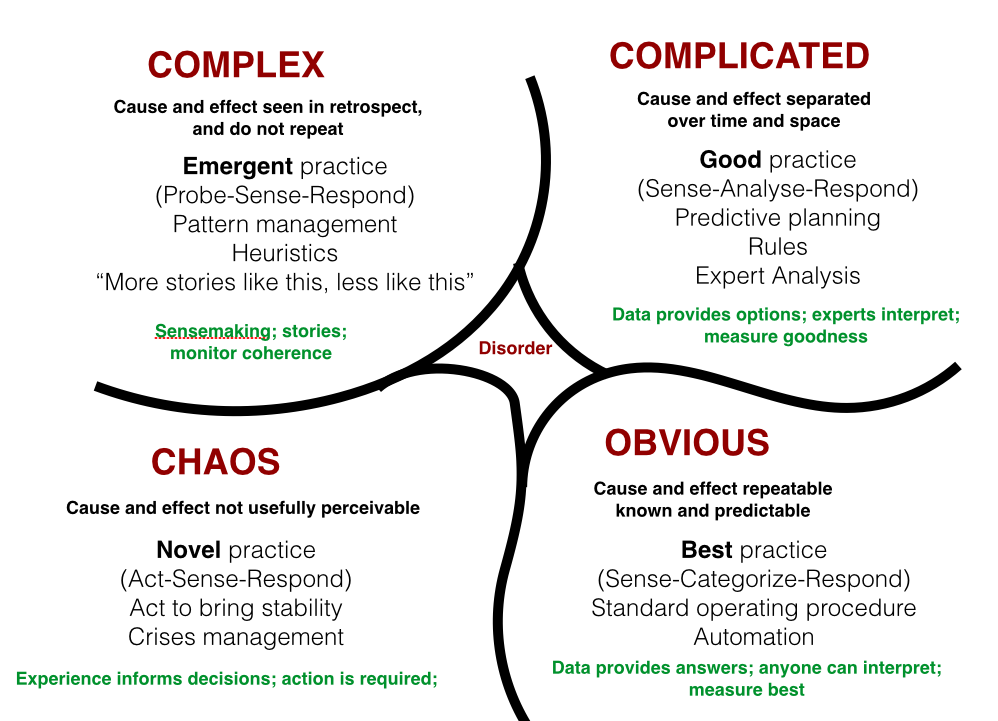 COMPLEX
Cause and effect seen in retrospect,
and do not repeat
Emergent practice
(Probe-Sense-Respond)
Pattern management
Heuristics
“More stories like this, less like this”
Sensemaking; stories;
monitor coherence
COMPLICATED
Cause and effect separated
over time and space
Good practice
(Sense-Analyse-Respond)
Predictive planning
Rules
Expert Analysis
Data provides options; experts interpret;
measure goodness
Disorder
CHAOS
Cause and effect not usefully perceivable
Novel practice
(Act-Sense-Respond)
Act to bring stability
Crises management
Experience informs decisions; action is required;
OBVIOUS
Cause and effect repeatable
known and predictable
Best practice
(Sense-Categorize-Respond)
Standard operating procedure
Automation
Data provides answers; anyone can interpret;
measure best